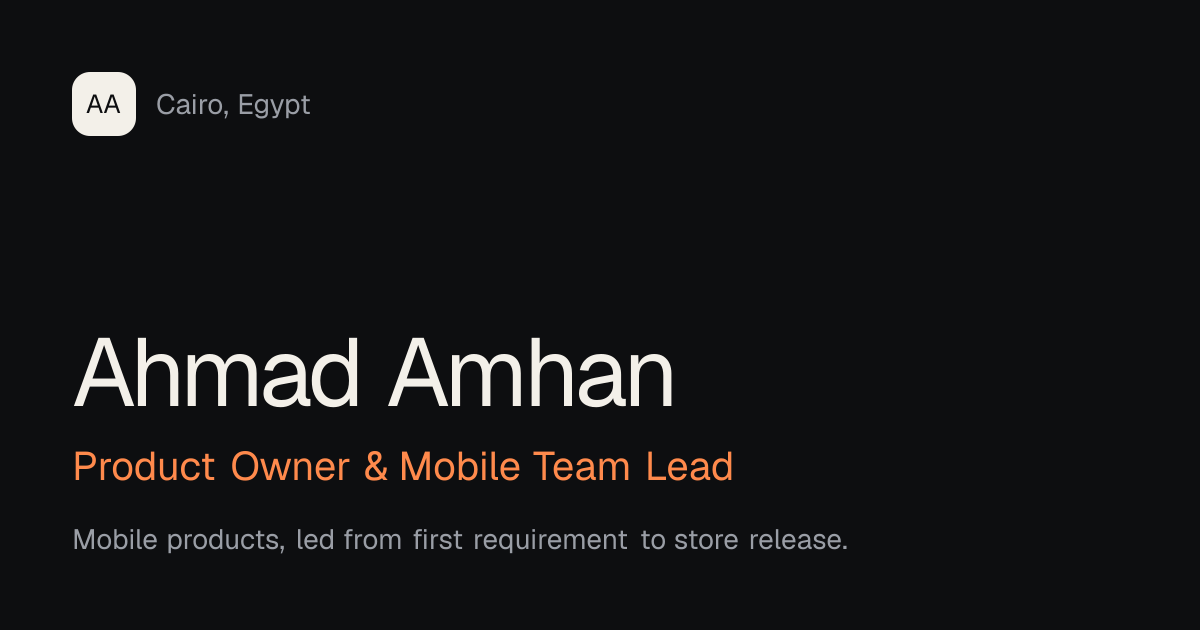 AA
Cairo, Egypt
Ahmad Amhan
Product Owner & Mobile Team Lead
Mobile products, led from first requirement to store release.